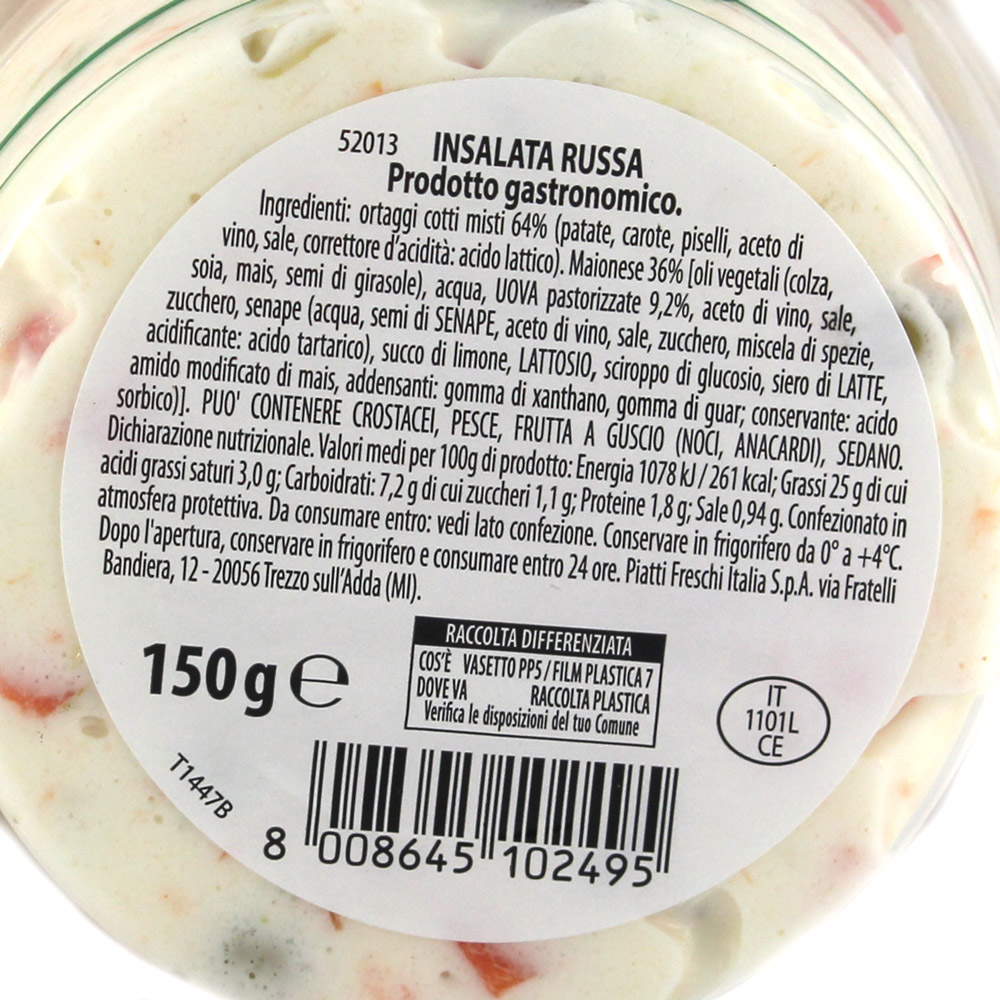 52013 INSALATA RUSSA
Prodotto gastronomico.
Ingredienti: ortaggi cotti misti 64% (patate, carote, piselli, aceto di
vino, sale, correttore d'acidità: acido lattico). Maionese 36% [oli vegetali (colza,
soia, mais, semi di girasole), acqua, UOVA pastorizzate 9,2%, aceto di vino, sale,
zucchero, senape (acqua, semi di SENAPE, aceto di vino, sale, zucchero, miscela di spezie,
acidificante: acido tartarico), succo di limone, LATTOSIO, sciroppo di glucosio, siero di LATTE,
amido modificato di mais, addensanti: gomma di xanthano, gomma di guar; conservante: acido
sorbico)]. PUO' CONTENERE CROSTACEI, PESCE, FRUTTA A GUSCIO (NOCI, ANACARDI), SEDANO.
Dichiarazione nutrizionale. Valori medi per 100g di prodotto: Energia 1078 kJ / 261 kcal; Grassi 25 g di cui
acidi grassi saturi 3,0 g; Carboidrati: 7,2 g di cui zuccheri 1,1 g; Proteine 1,8 g; Sale 0,94 g. Confezionato in
atmosfera protettiva. Da consumare entro: vedi lato confezione. Conservare in frigorifero da 0° a +4°C.
Dopo l'apertura, conservare in frigorifero e consumare entro 24 ore. Piatti Freschi Italia S.p.A. via Fratelli
Bandiera, 12 - 20056 Trezzo sull'Adda (MI).
150 g e
RACCOLTA DIFFERENZIATA
COS'È VASETTO PP5 / FILM PLASTICA 7
DOVE VA RACCOLTA PLASTICA
Verifica le disposizioni del tuo Comune
IT
1101L
CE
T1447B
8 008645 102495